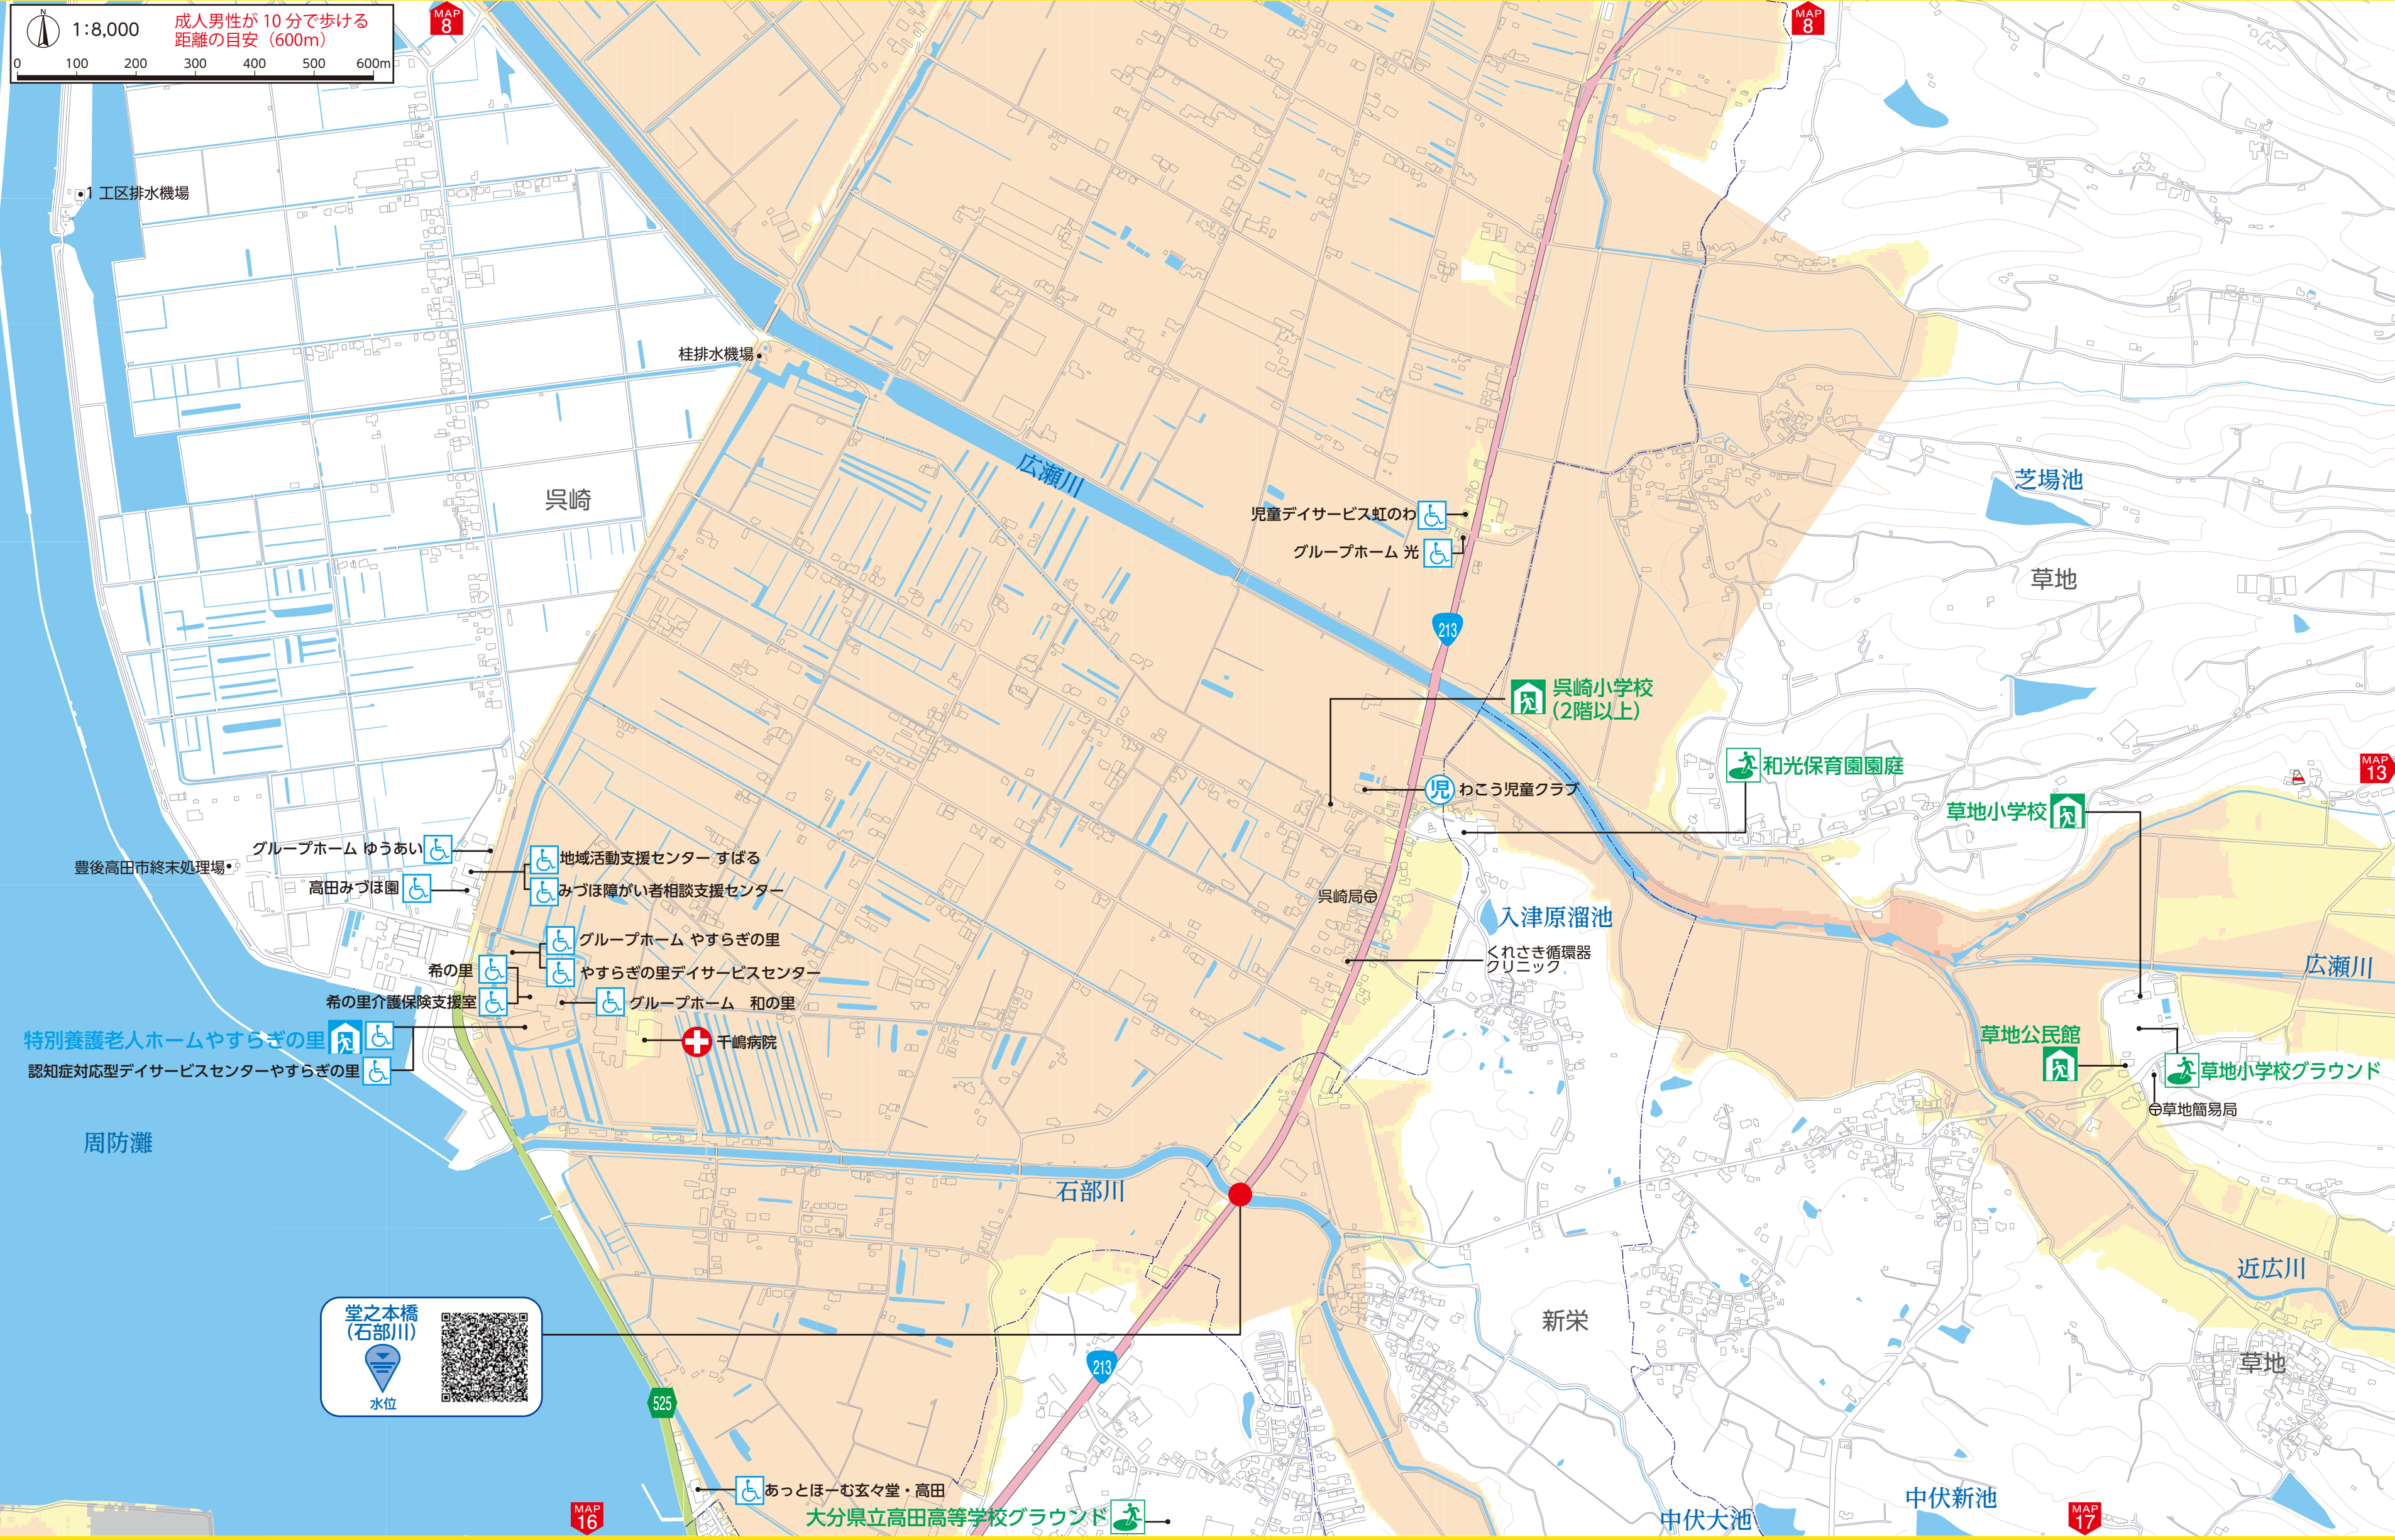 N
1:8,000
成人男性が 10 分で歩ける
距離の目安（600m）
0 100 200 300 400 500 600m
MAP
8
MAP
8
1 工区排水機場
桂排水機場
呉崎
広瀬川
芝場池
児童デイサービス虹のわ
グループホーム 光
草地
213
呉崎小学校
(2階以上)
和光保育園園庭
MAP
13
児 わこう児童クラブ
草地小学校
グループホーム ゆうあい
地域活動支援センター すばる
豊後高田市終末処理場
高田みづほ園
みづほ障がい者相談支援センター
呉崎局
入津原溜池
グループホーム やすらぎの里
くれさき循環器
クリニック
希の里
やすらぎの里デイサービスセンター
広瀬川
希の里介護保険支援室
グループホーム 和の里
特別養護老人ホームやすらぎの里
千嶋病院
草地公民館
認知症対応型デイサービスセンターやすらぎの里
草地小学校グラウンド
草地簡易局
周防灘
石部川
近広川
堂之本橋
(石部川)
水位
新栄
213
草地
525
あっとほーむ玄々堂・高田
大分県立高田高等学校グラウンド
MAP
16
中伏大池
中伏新池
MAP
17